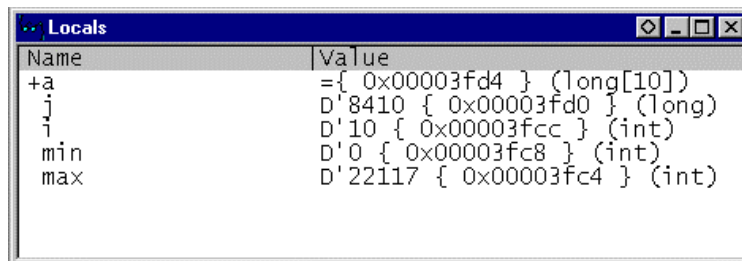 Locals
Name Value
+a ={ 0x00003fd4 } (long[10])
j D'8410 { 0x00003fd0 } (long)
i D'10 { 0x00003fcc } (int)
min D'0 { 0x00003fc8 } (int)
max D'22117 { 0x00003fc4 } (int)